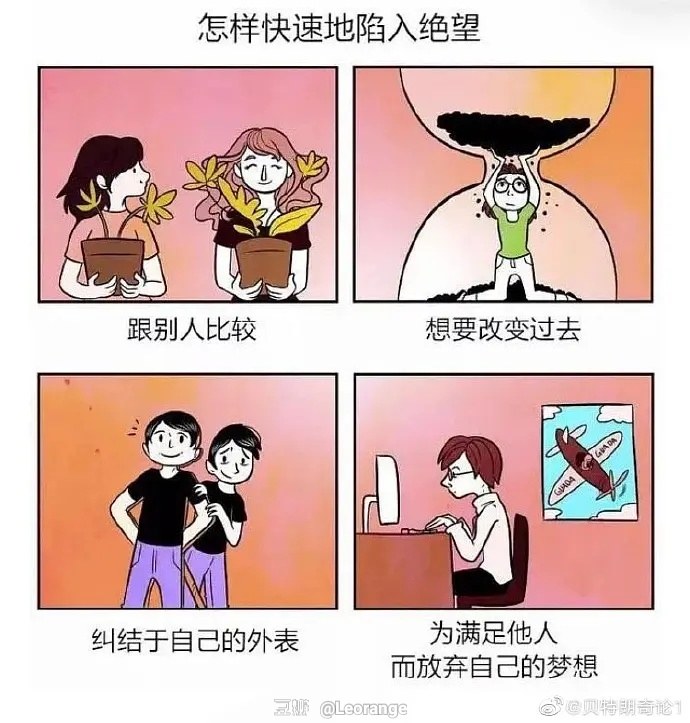 怎样快速地陷入绝望
跟别人比较
想要改变过去
GUADA
GUADA
纠结于自己的外表
为满足他人
而放弃自己的梦想
@Leorange
@贝特朗奇论1